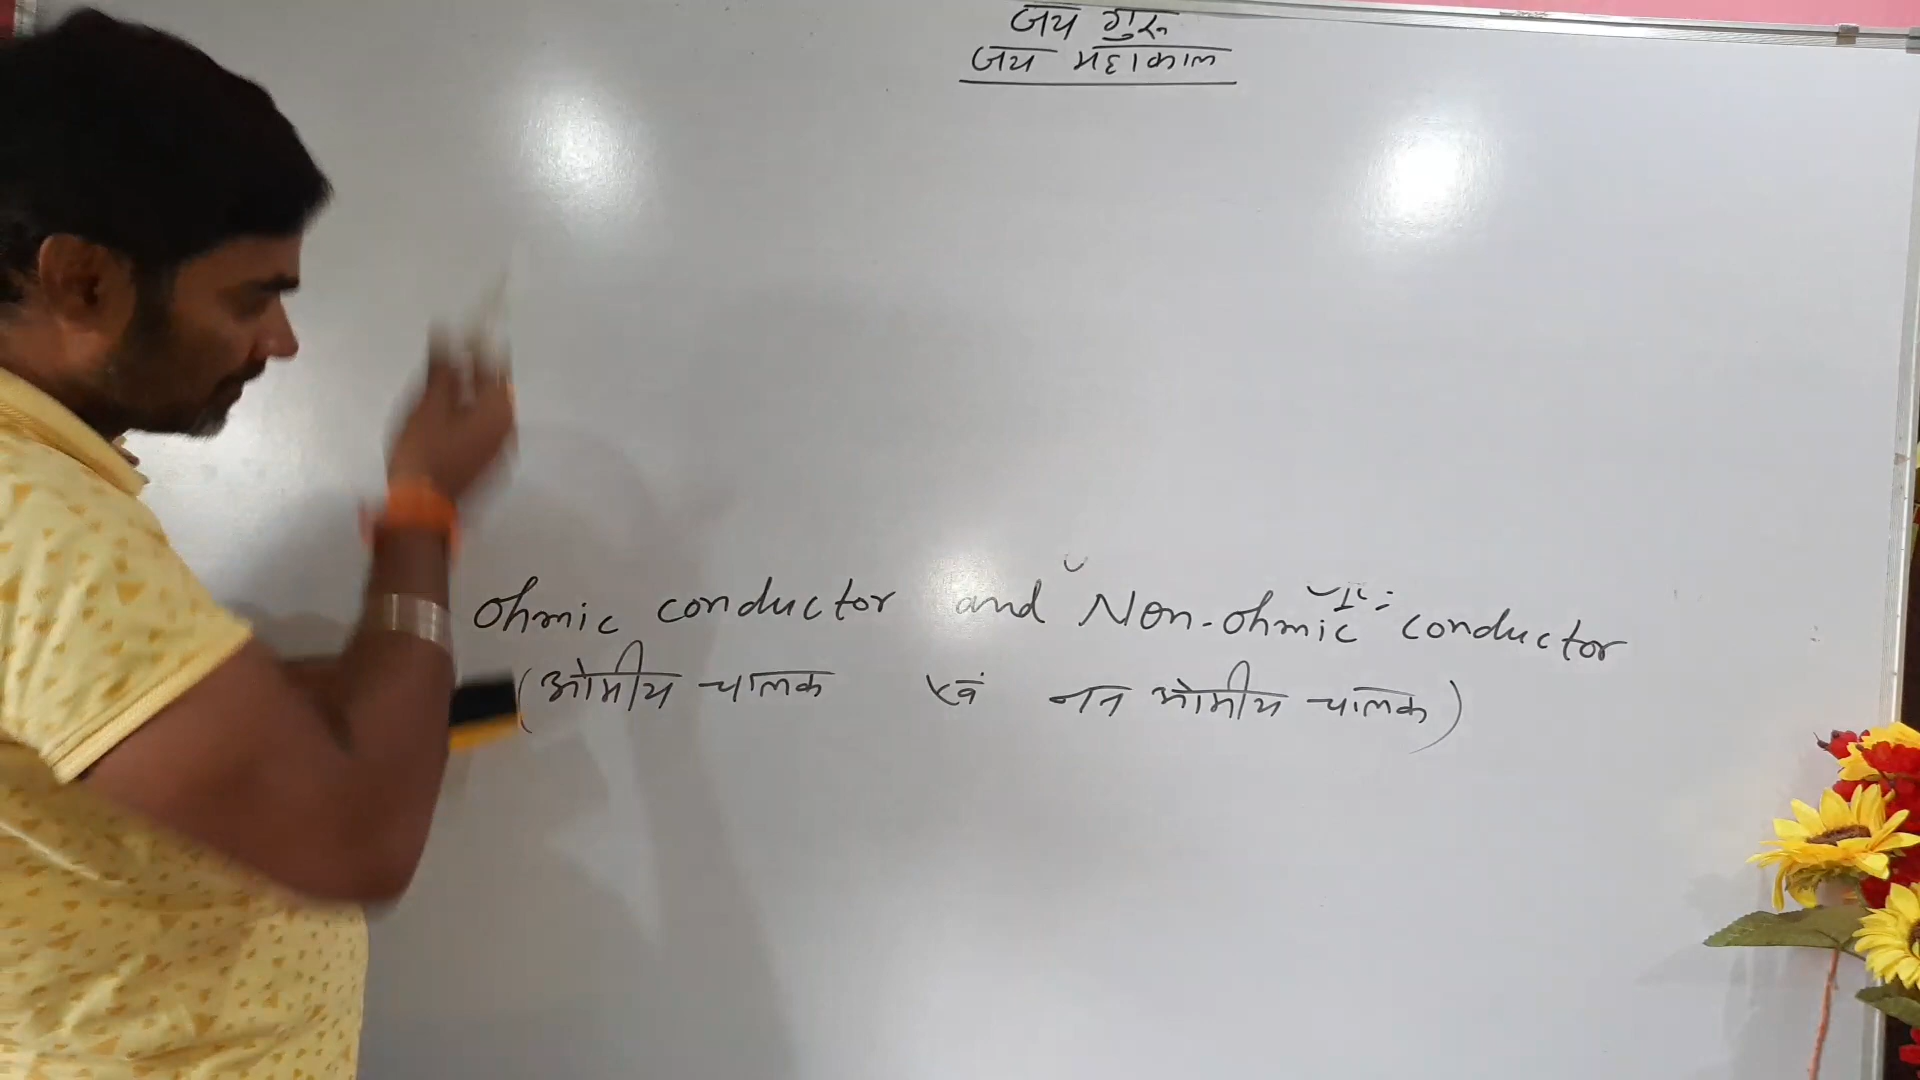 जय गुरु
जय महाकाल
ohmic conductor and Non-ohmic conductor
(ओमीय चालक एवं नन ओमीय चालक)